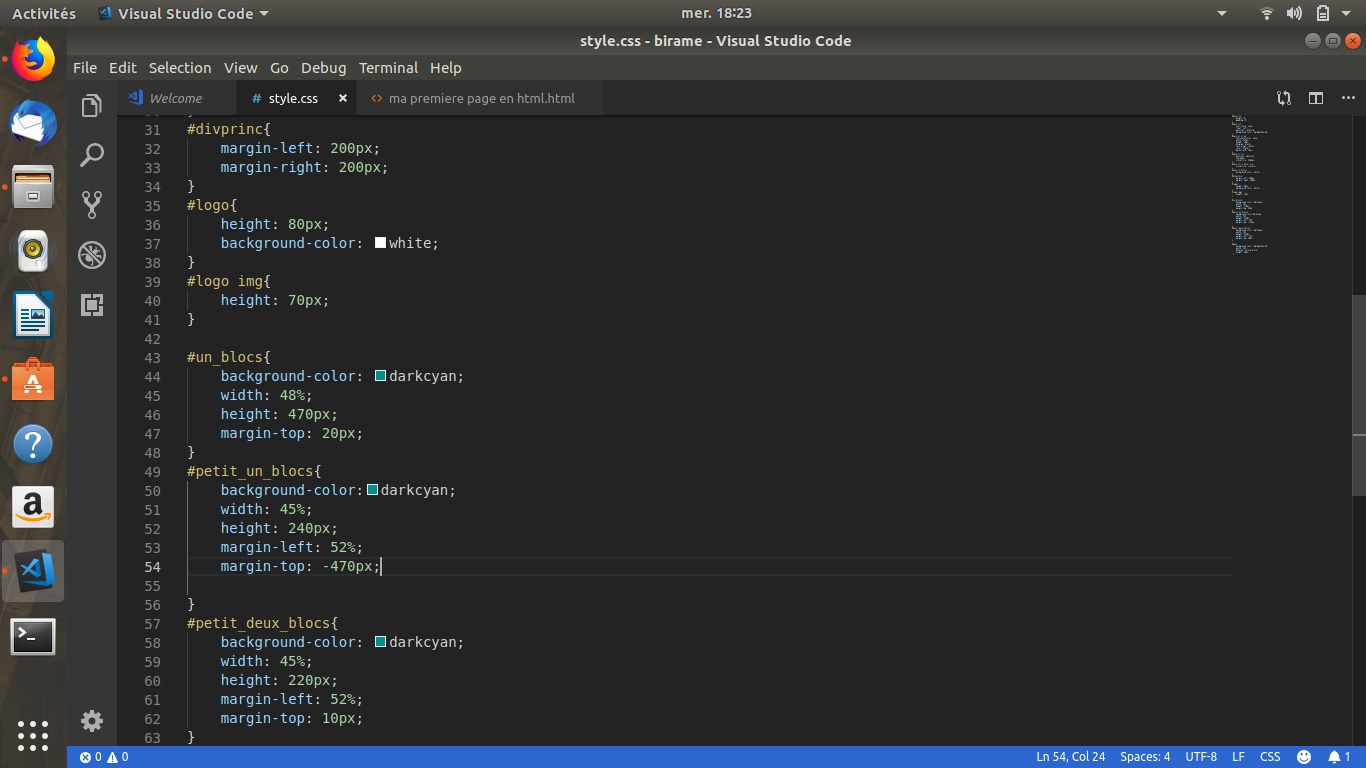 Activités Visual Studio Code mer. 18:23
style.css - birame - Visual Studio Code
File Edit Selection View Go Debug Terminal Help
Welcome # style.css × <> ma premiere page en html.html ···
31 #divprinc{
32 margin-left: 200px;
33 margin-right: 200px;
34 }
35 #logo{
36 height: 80px;
37 background-color: white;
38 }
39 #logo img{
40 height: 70px;
41 }
42
43 #un_blocs{
44 background-color: darkcyan;
45 width: 48%;
46 height: 470px;
47 margin-top: 20px;
48 }
49 #petit_un_blocs{
50 background-color: darkcyan;
51 width: 45%;
52 height: 240px;
53 margin-left: 52%;
54 margin-top: -470px;
55
56 }
57 #petit_deux_blocs{
58 background-color: darkcyan;
59 width: 45%;
60 height: 220px;
61 margin-left: 52%;
62 margin-top: 10px;
63 }
0 0 Ln 54, Col 24 Spaces: 4 UTF-8 LF CSS 1